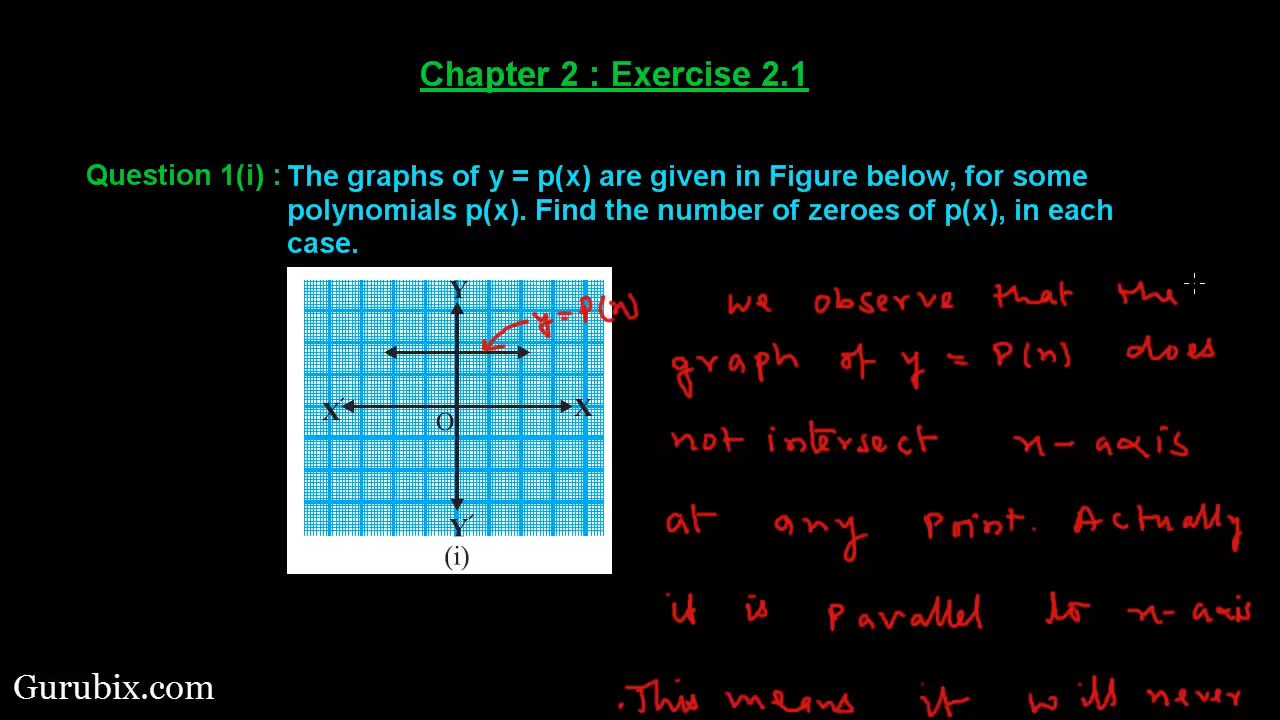 Chapter 2 : Exercise 2.1
Question 1(i) : The graphs of y = p(x) are given in Figure below, for some
polynomials p(x). Find the number of zeroes of p(x), in each
case.
Y
y = P(x)
X′ O X
Y′
(i)
we observe that the
graph of y = P(x) does
not intersect x-axis
at any point. Actually
it is parallel to x-axis
. This means it will never
Gurubix.com